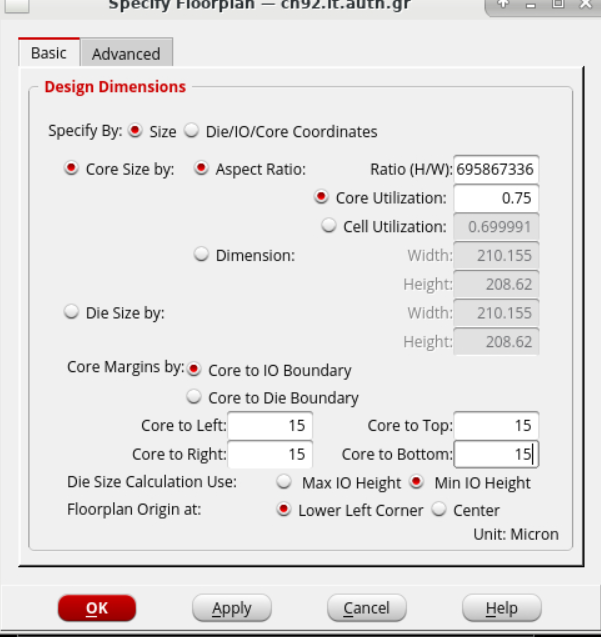 Specify Floorplan — ch92.it.auth.gr
Basic Advanced
Design Dimensions
Specify By: Size Die/IO/Core Coordinates
Core Size by: Aspect Ratio: Ratio (H/W): 695867336
Core Utilization: 0.75
Cell Utilization: 0.699991
Dimension: Width: 210.155
Height: 208.62
Die Size by: Width: 210.155
Height: 208.62
Core Margins by: Core to IO Boundary
Core to Die Boundary
Core to Left: 15 Core to Top: 15
Core to Right: 15 Core to Bottom: 15
Die Size Calculation Use: Max IO Height Min IO Height
Floorplan Origin at: Lower Left Corner Center
Unit: Micron
OK Apply Cancel Help